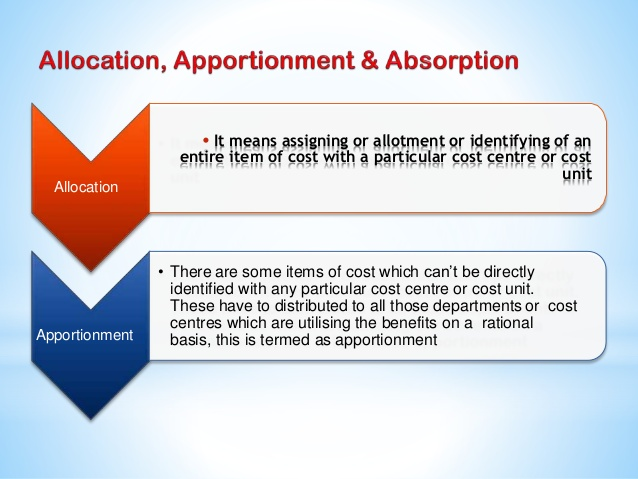 Allocation, Apportionment & Absorption
• It means assigning or allotment or identifying of an
entire item of cost with a particular cost centre or cost
unit
Allocation
• There are some items of cost which can't be directly
identified with any particular cost centre or cost unit.
These have to distributed to all those departments or cost
centres which are utilising the benefits on a rational
basis, this is termed as apportionment
Apportionment